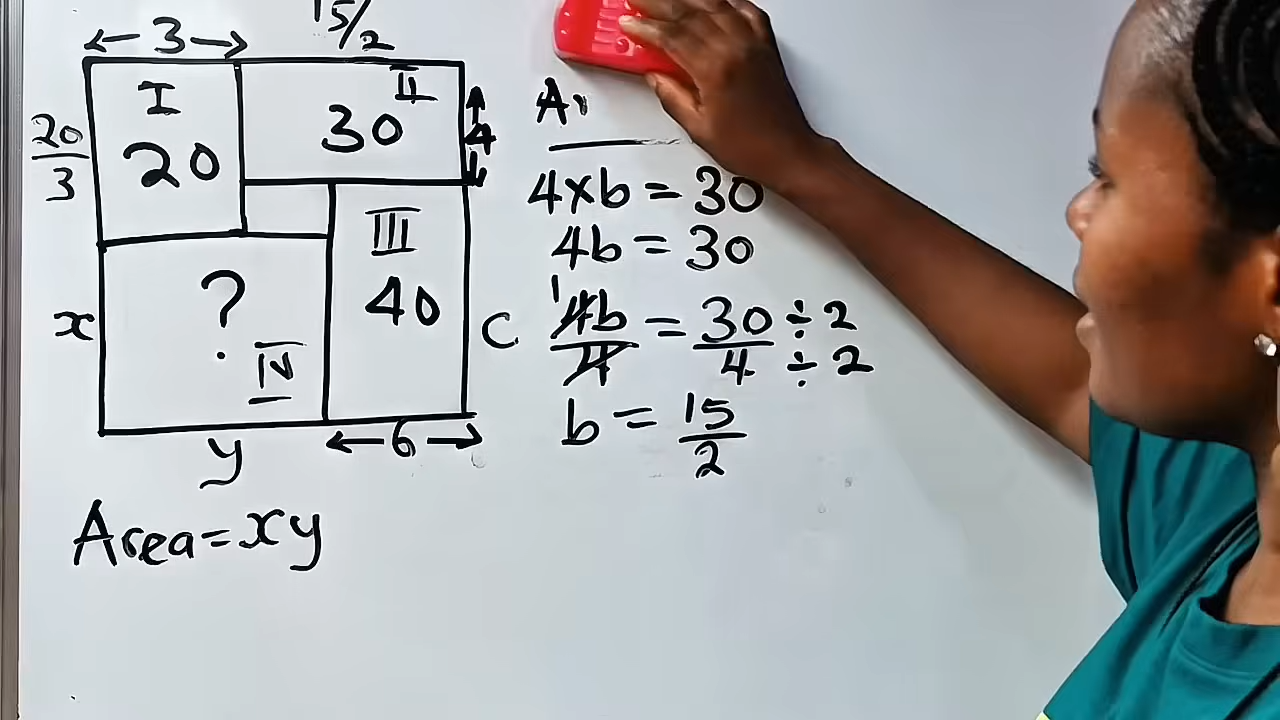 ← 3 →
15/2
I
20
II
30
4
20/3
III
40
?
IV
x
C
y
← 6 →
Area = xy
4×b = 30
4b = 30
4b/4 = 30/4 ÷ 2 ÷ 2
1
b = 15/2